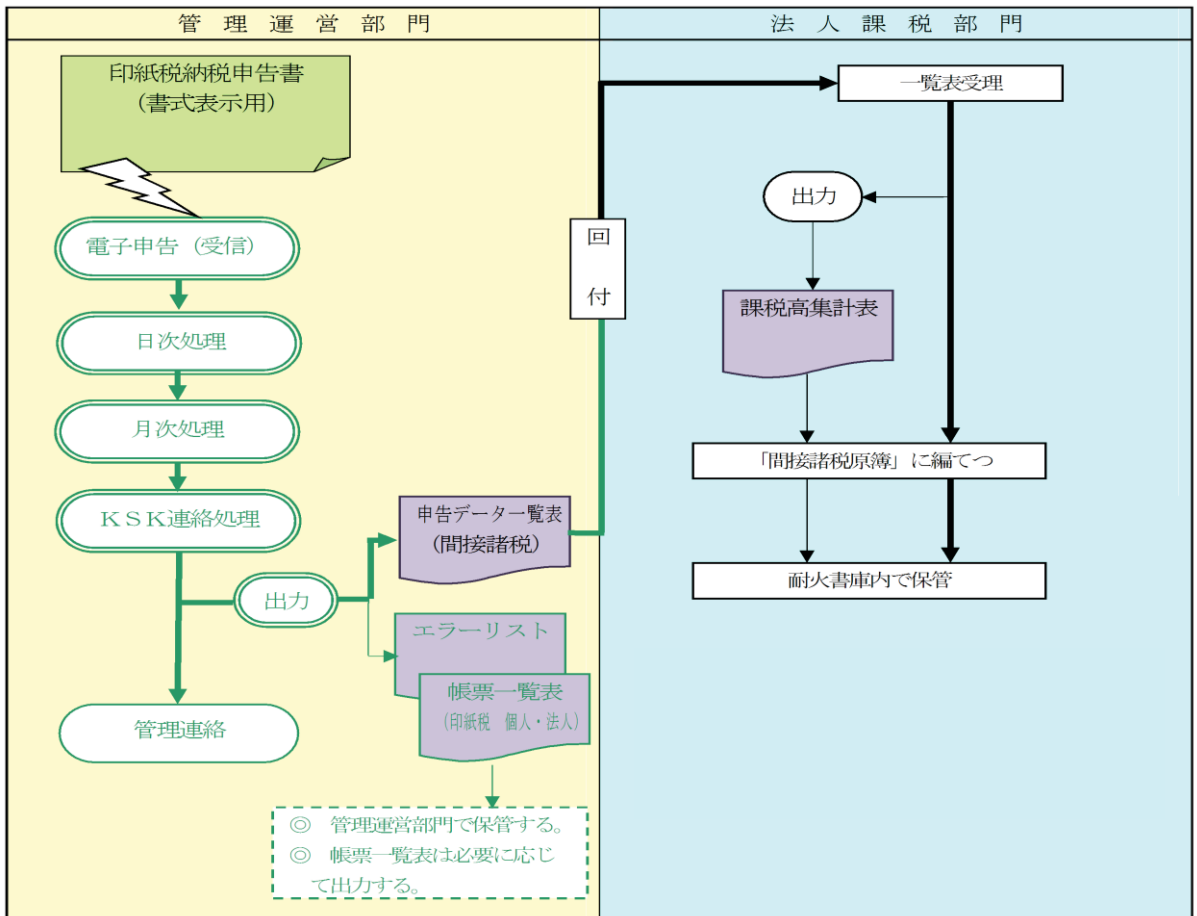 管理運営部門
印紙税納税申告書
(書式表示用)
電子申告(受信)
日次処理
月次処理
KSK連絡処理
出力
管理連絡
申告データ一覧表
(間接諸税)
エラーリスト
帳票一覧表
(印紙税 個人・法人)
◎ 管理運営部門で保管する。
◎ 帳票一覧表は必要に応じ
て出力する。
回
付
法人課税部門
一覧表受理
出力
課税高集計表
「間接諸税原簿」に編てつ
耐火書庫内で保管